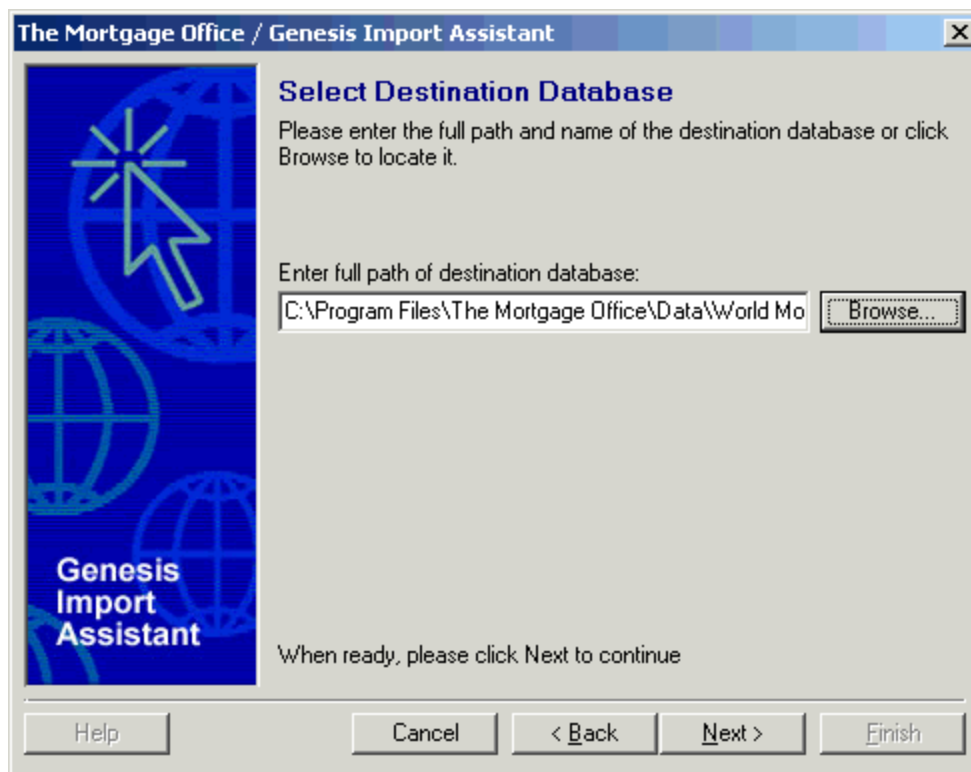 The Mortgage Office / Genesis Import Assistant
Select Destination Database
Please enter the full path and name of the destination database or click
Browse to locate it.
Enter full path of destination database:
C:\Program Files\The Mortgage Office\Data\\World Mo
Browse...
Genesis
Import
Assistant
When ready, please click Next to continue
Help
Cancel
< Back
Next >
Finish